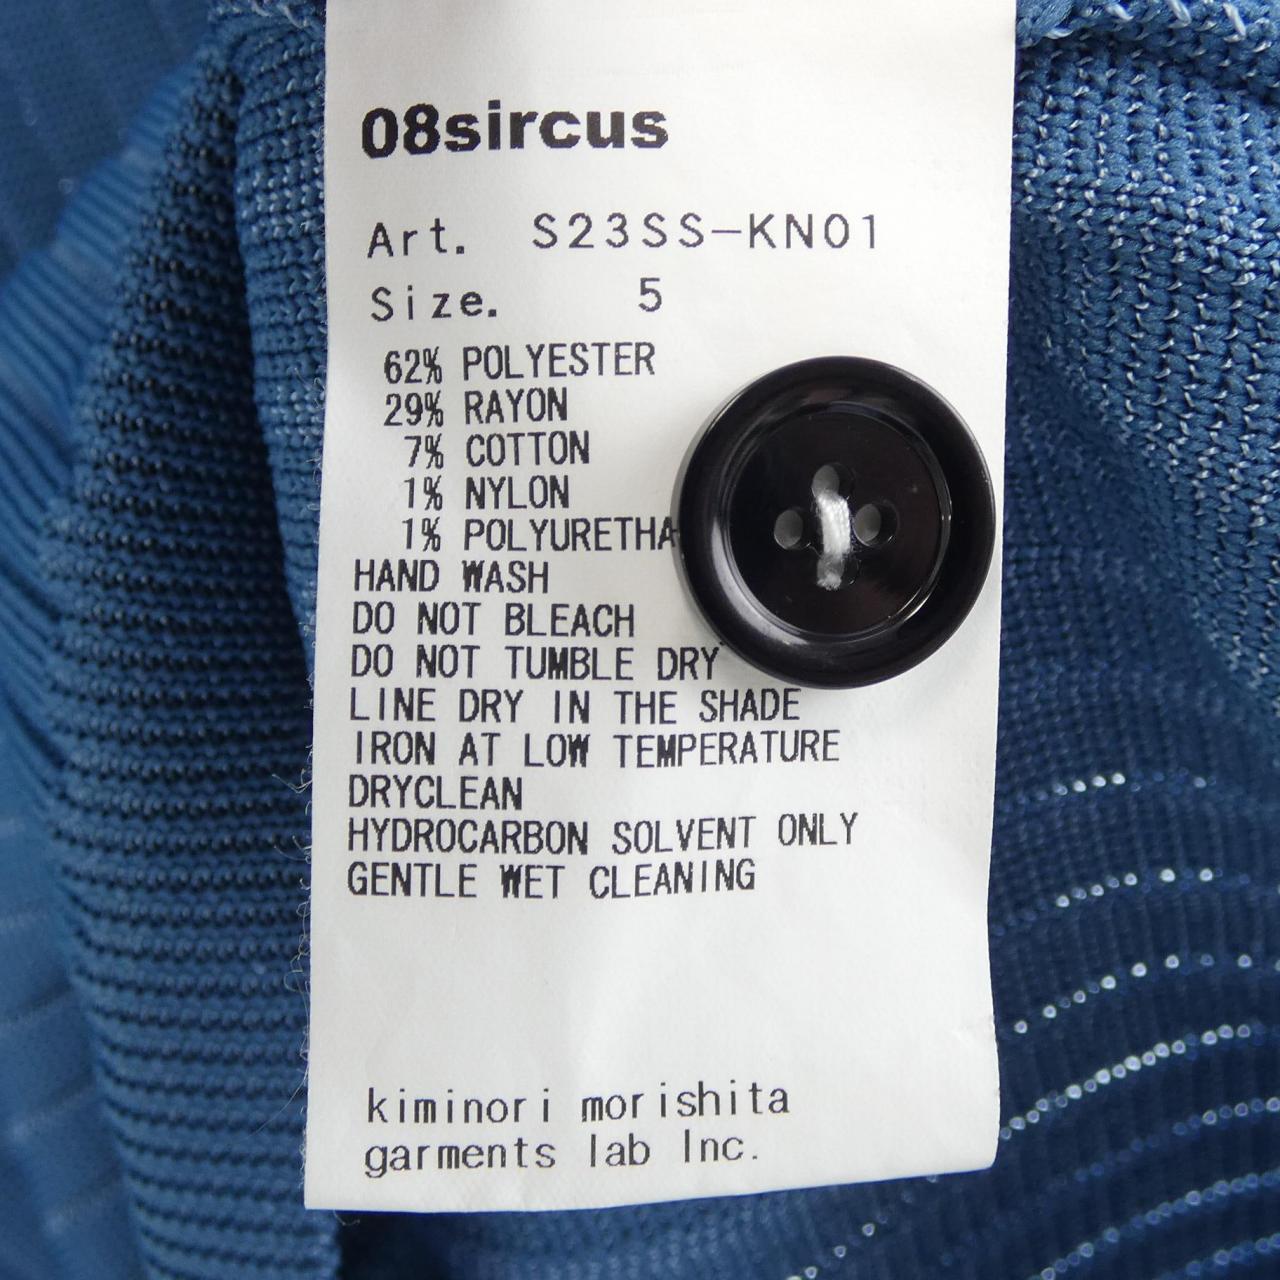 08sircus
Art. S23SS-KN01
Size. 5
62% POLYESTER
29% RAYON
7% COTTON
1% NYLON
1% POLYURETHA
HAND WASH
DO NOT BLEACH
DO NOT TUMBLE DRY
LINE DRY IN THE SHADE
IRON AT LOW TEMPERATURE
DRYCLEAN
HYDROCARBON SOLVENT ONLY
GENTLE WET CLEANING
kiminori morishita
garments lab Inc.